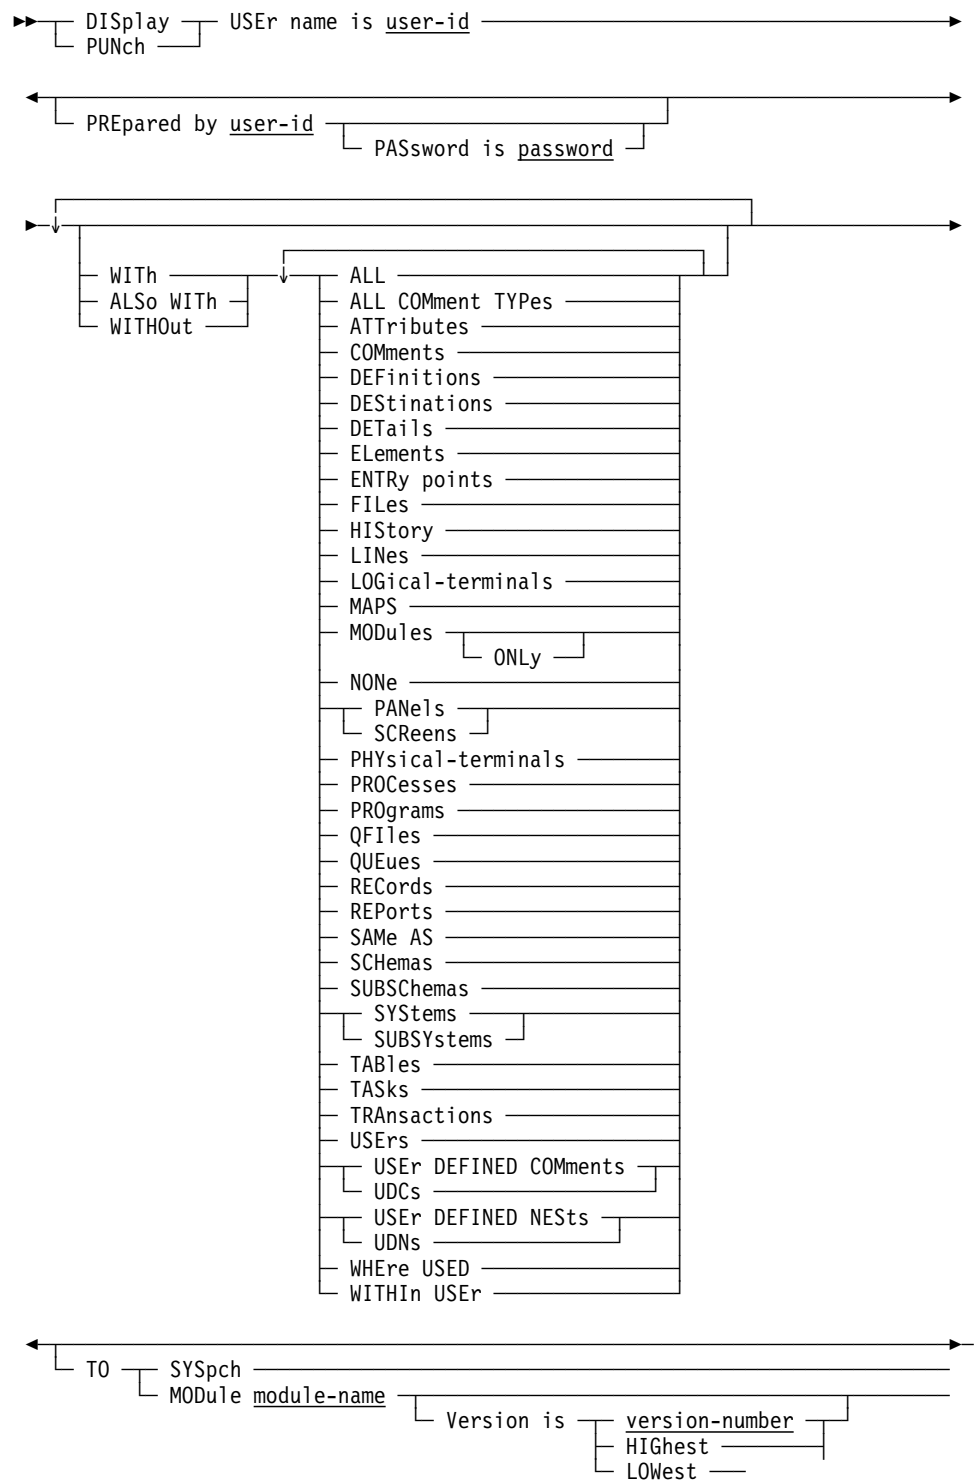 DISplay USEr name is user-id
PUNch
PREpared by user-id
PASsword is password
WITh ALL
ALSo WITh ALL COMment TYPes
WITHOut ATTributes
COMments
DEFinitions
DEStinations
DETails
ELements
ENTRy points
FILes
HIStory
LINes
LOGical-terminals
MAPS
MODules
ONLy
NONe
PANels
SCReens
PHYsical-terminals
PROCesses
PROgrams
QFIles
QUEues
RECords
REPorts
SAMe AS
SCHemas
SUBSChemas
SYStems
SUBSYstems
TABles
TASks
TRAnsactions
USErs
USEr DEFINED COMments
UDCs
USEr DEFINED NESts
UDNs
WHEre USED
WITHIn USEr
TO SYSpch
MODule module-name
Version is version-number
HIGhest
LOWest